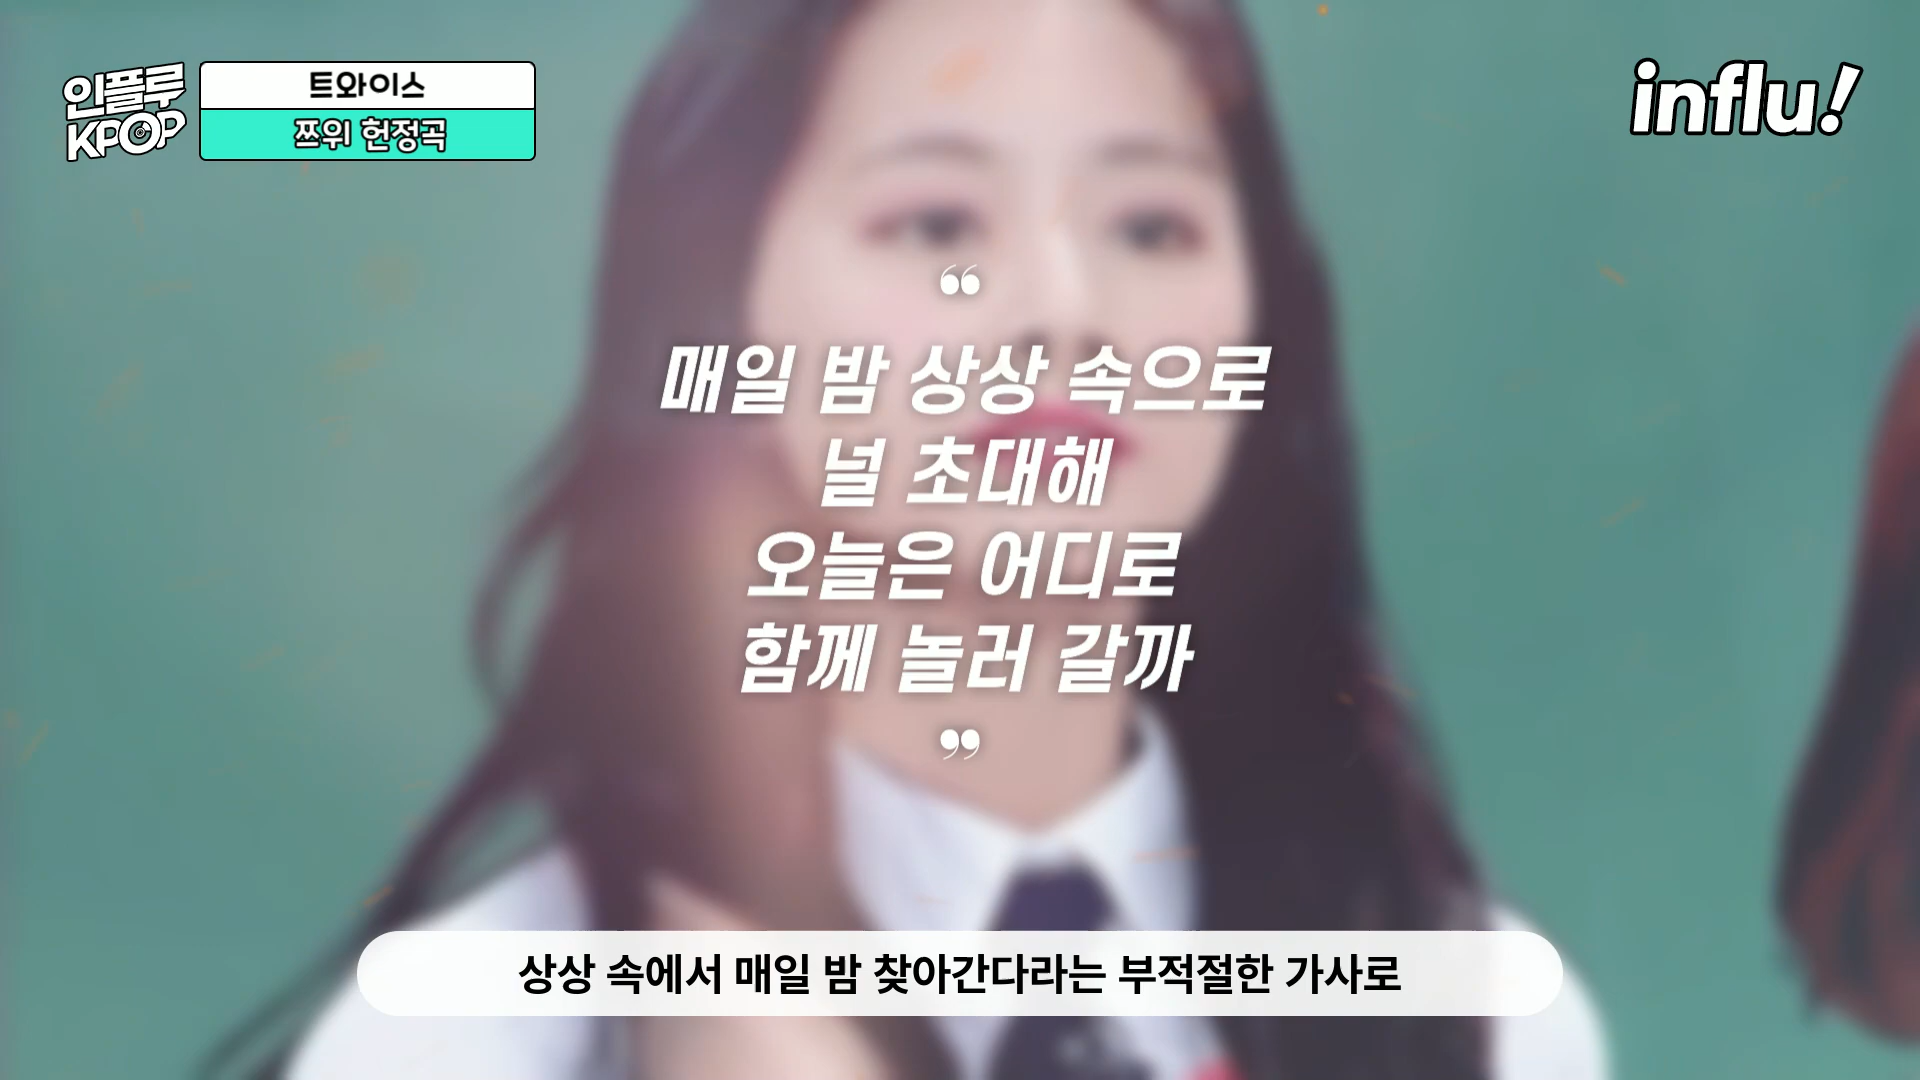 인플루
KPOP
트와이스
쯔위 헌정곡
influ!
“
매일 밤 상상 속으로
널 초대해
오늘은 어디로
함께 놀러 갈까
”
상상 속에서 매일 밤 찾아간다라는 부적절한 가사로